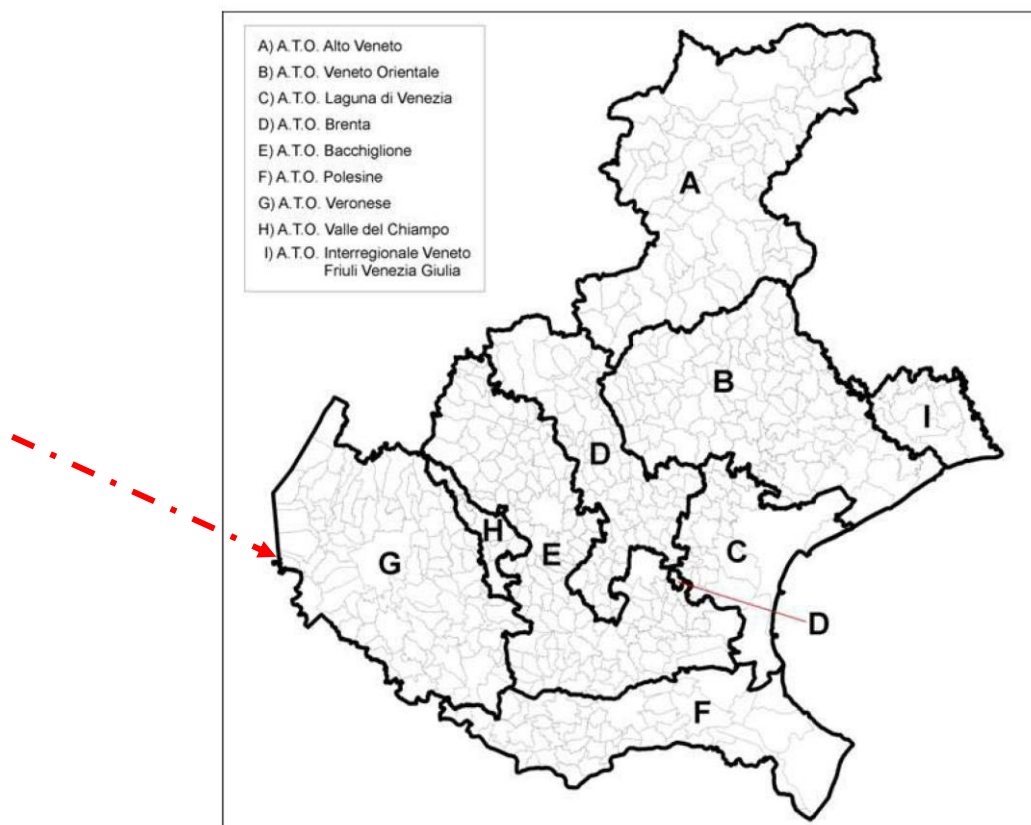 A) A.T.O. Alto Veneto
B) A.T.O. Veneto Orientale
C) A.T.O. Laguna di Venezia
D) A.T.O. Brenta
E) A.T.O. Bacchiglione
F) A.T.O. Polesine
G) A.T.O. Veronese
H) A.T.O. Valle del Chiampo
I) A.T.O. Interregionale Veneto
Friuli Venezia Giulia
A
B
I
D
H
E
C
G
D
F